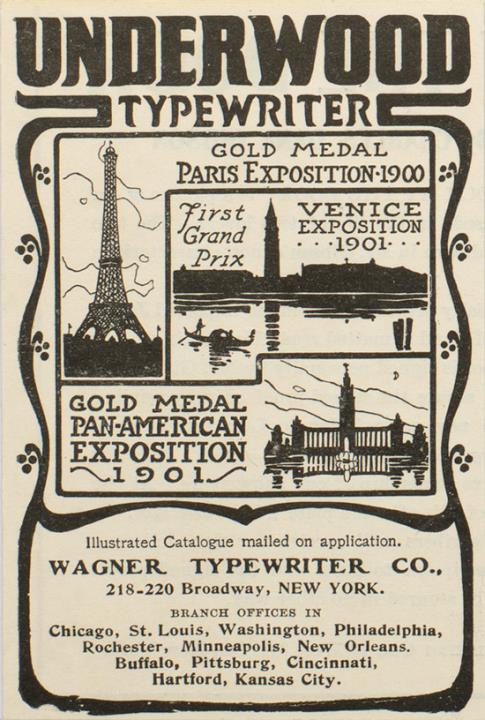 UNDERWOOD
TYPEWRITER
GOLD MEDAL
PARIS EXPOSITION·1900
First
Grand
Prix
VENICE
EXPOSITION
···1901···
GOLD MEDAL
PAN-AMERICAN
EXPOSITION
1901
Illustrated Catalogue mailed on application.
WAGNER TYPEWRITER CO.,
218-220 Broadway, NEW YORK.
BRANCH OFFICES IN
Chicago, St. Louis, Washington, Philadelphia,
Rochester, Minneapolis, New Orleans.
Buffalo, Pittsburg, Cincinnati,
Hartford, Kansas City.